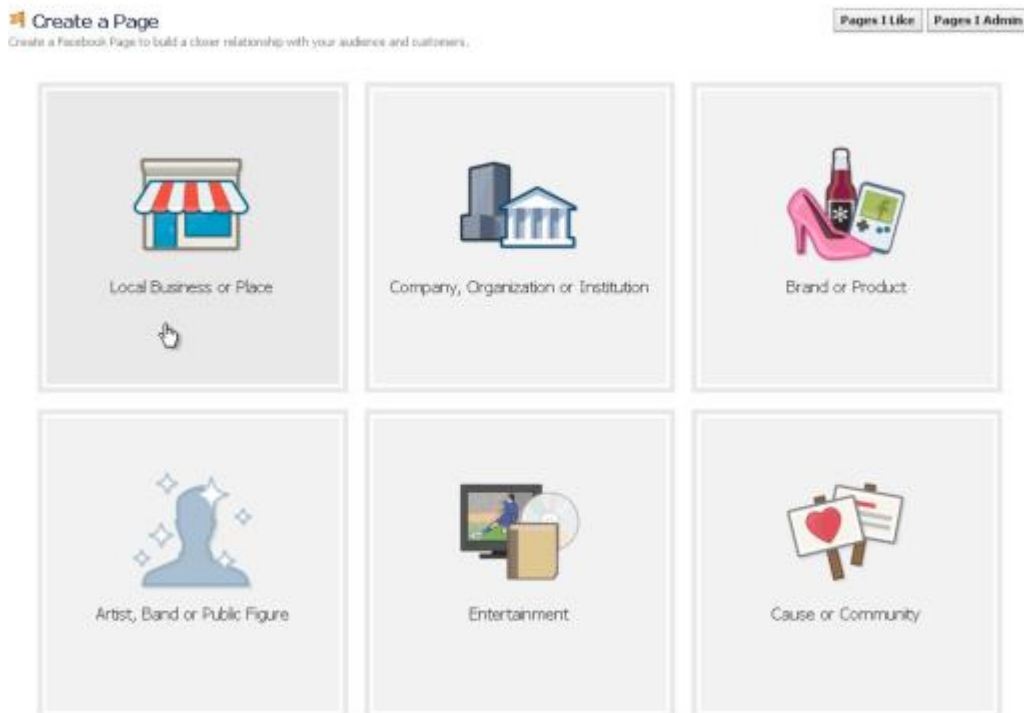 Create a Page
Pages I Like Pages I Admin
Create a Facebook Page to build a closer relationship with your audience and customers.
Local Business or Place
Company, Organization or Institution
Brand or Product
Artist, Band or Public Figure
Entertainment
Cause or Community